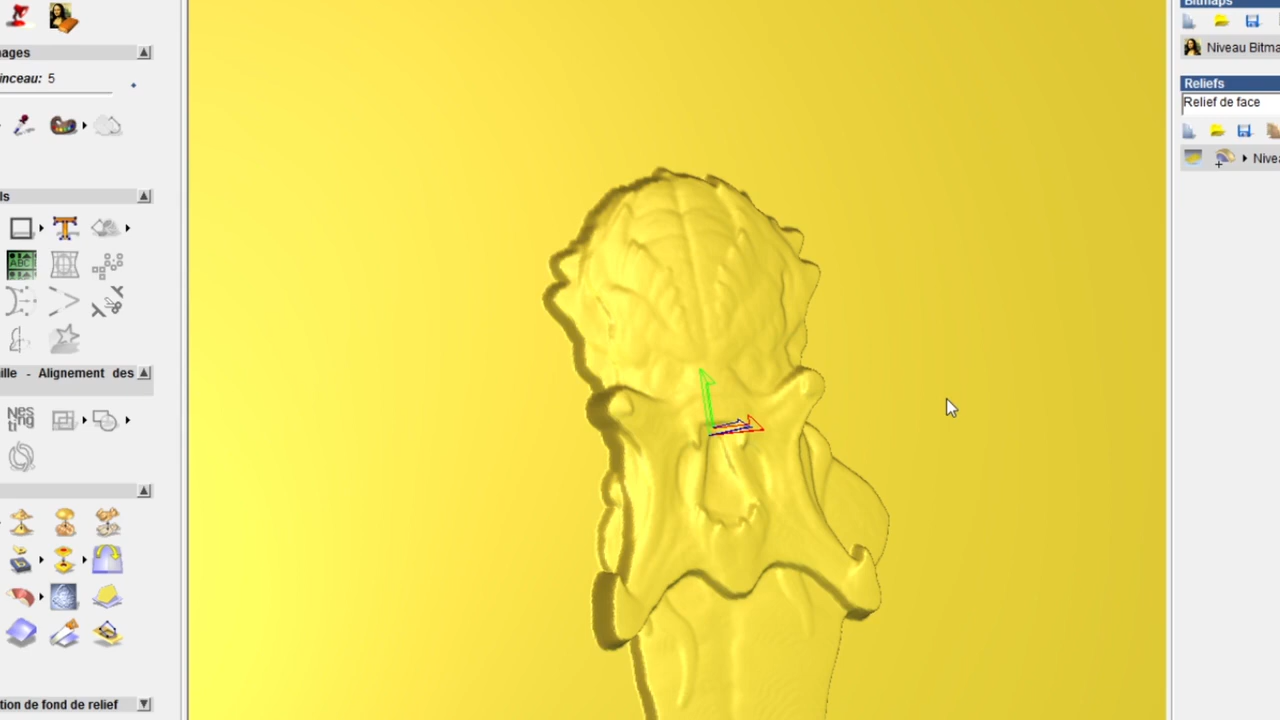 Bitmaps
ages
inceau: 5
Niveau Bitma
Reliefs
Relief de face
Nivea
ls
ABC
ille - Alignement des
Nes
ting
tion de fond de relief